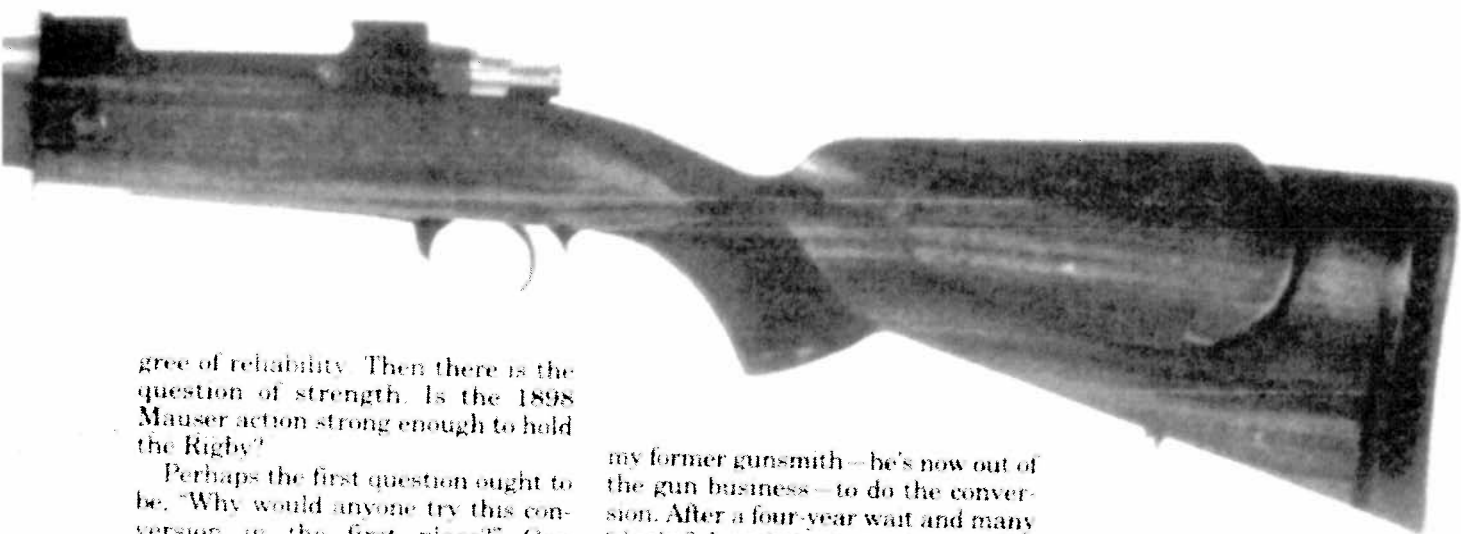 gree of reliability. Then there is the
question of strength. Is the 1898
Mauser action strong enough to hold
the Rigby?
Perhaps the first question ought to
be, "Why would anyone try this con-
version in the first place?"
my former gunsmith—he's now out of
the gun business—to do the conver-
sion. After a four-year wait and many